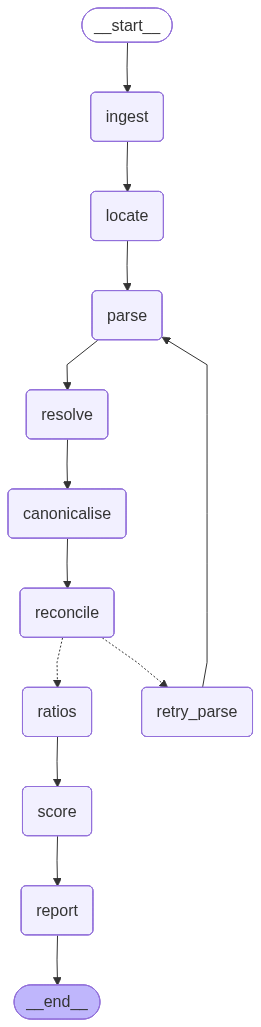 __start__
ingest
locate
parse
resolve
canonicalise
reconcile
ratios
retry_parse
score
report
__end__